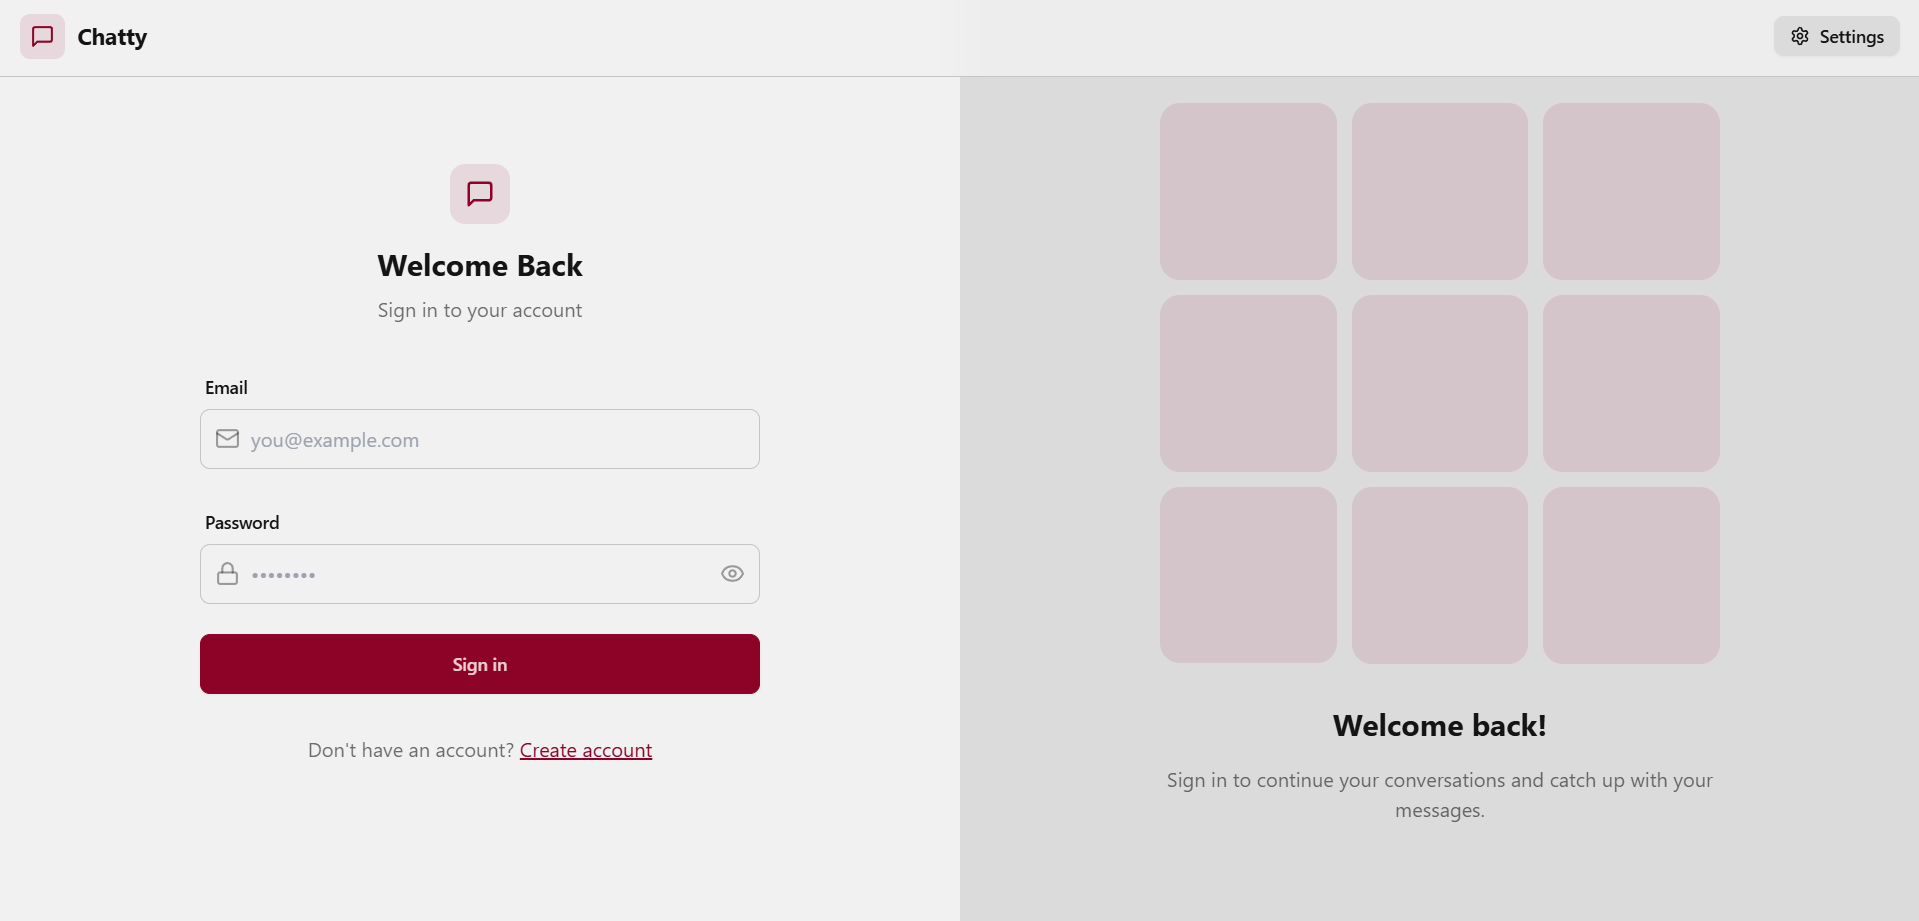 Chatty
Settings
Welcome Back
Sign in to your account
Email
you@example.com
Password
••••••••
Sign in
Don't have an account? Create account
Welcome back!
Sign in to continue your conversations and catch up with your
messages.